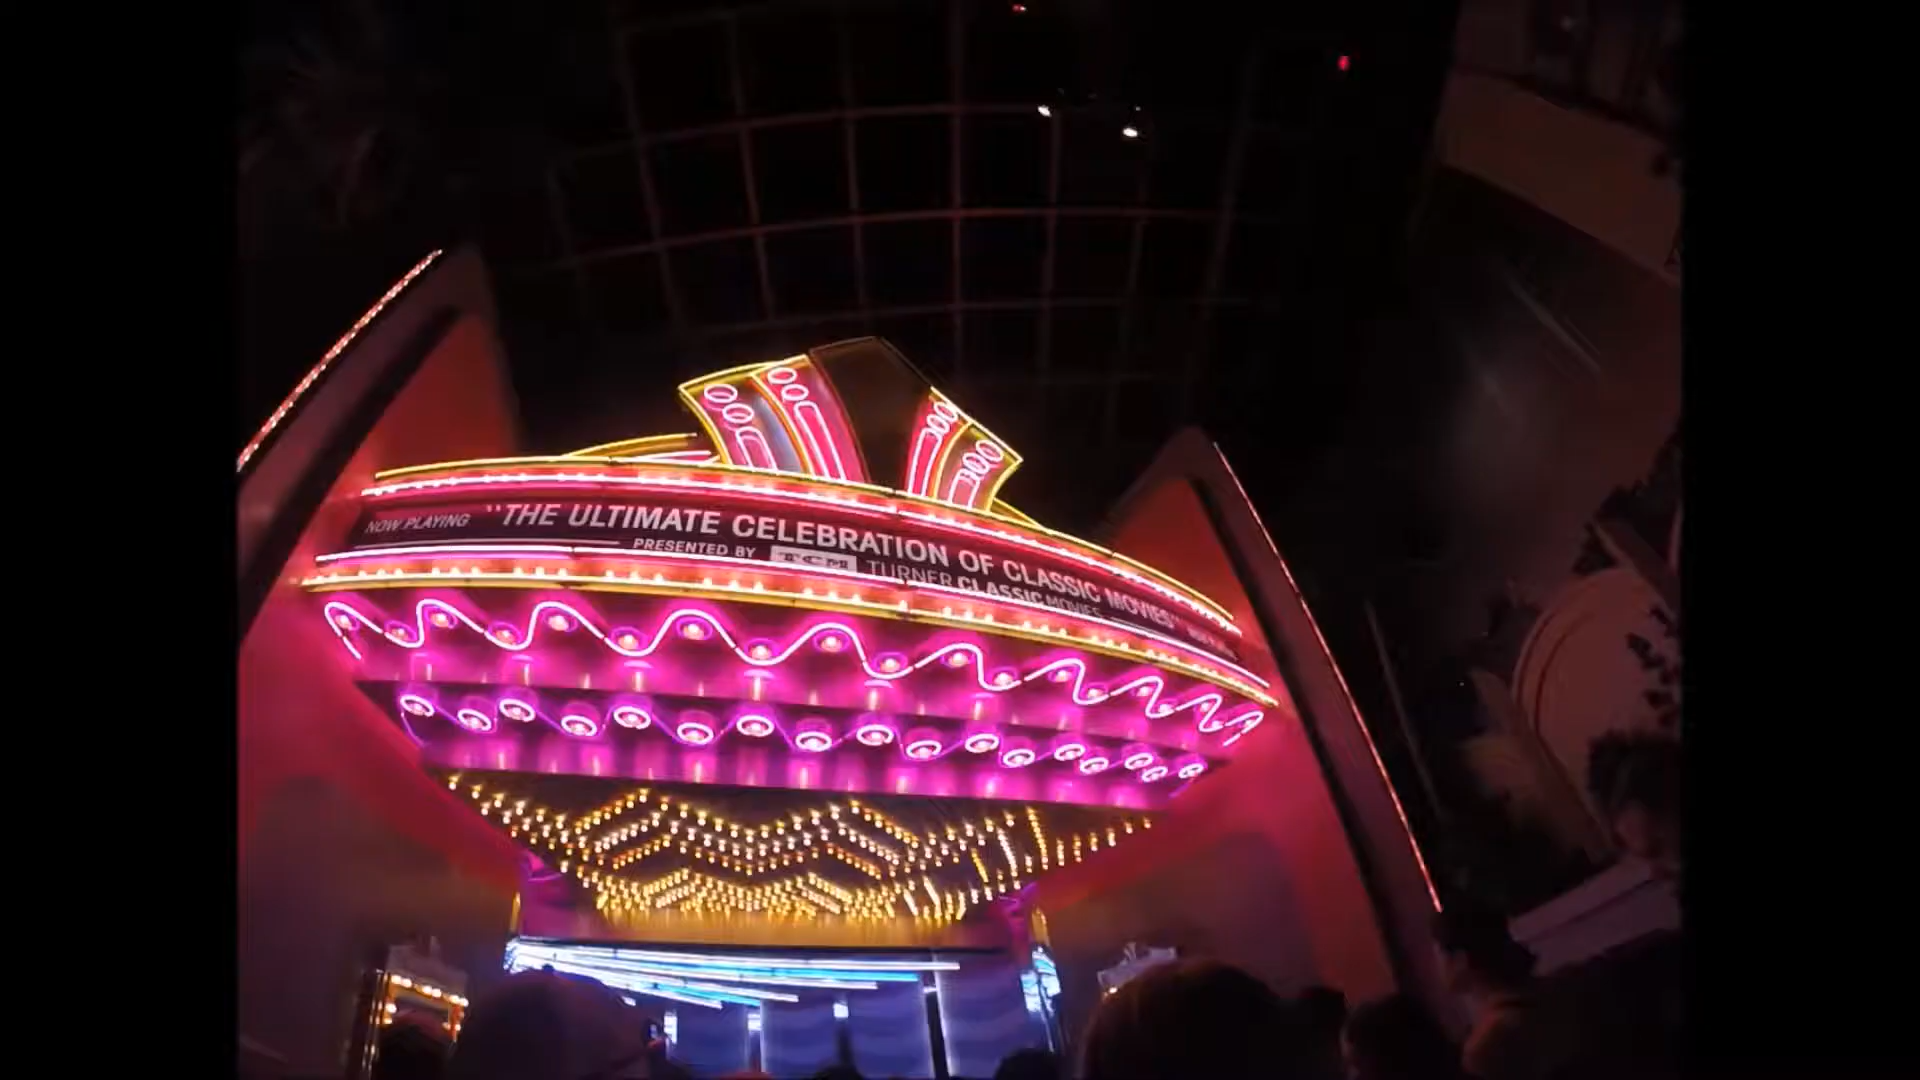 NOW PLAYING "THE ULTIMATE CELEBRATION OF CLASSIC MOVIES"
PRESENTED BY TCM TURNER CLASSIC MOVIES